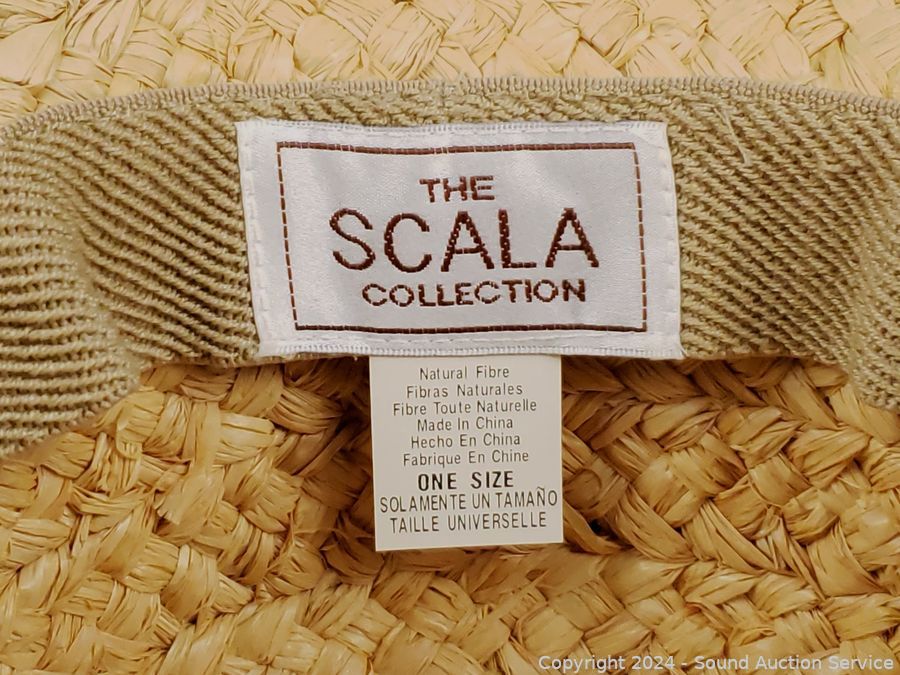 THE
SCALA
COLLECTION
Natural Fibre
Fibras Naturales
Fibre Toute Naturelle
Made In China
Hecho En China
Fabrique En Chine
ONE SIZE
SOLAMENTE UN TAMAÑO
TAILLE UNIVERSELLE
Copyright © 2024 - Sound Auction Service